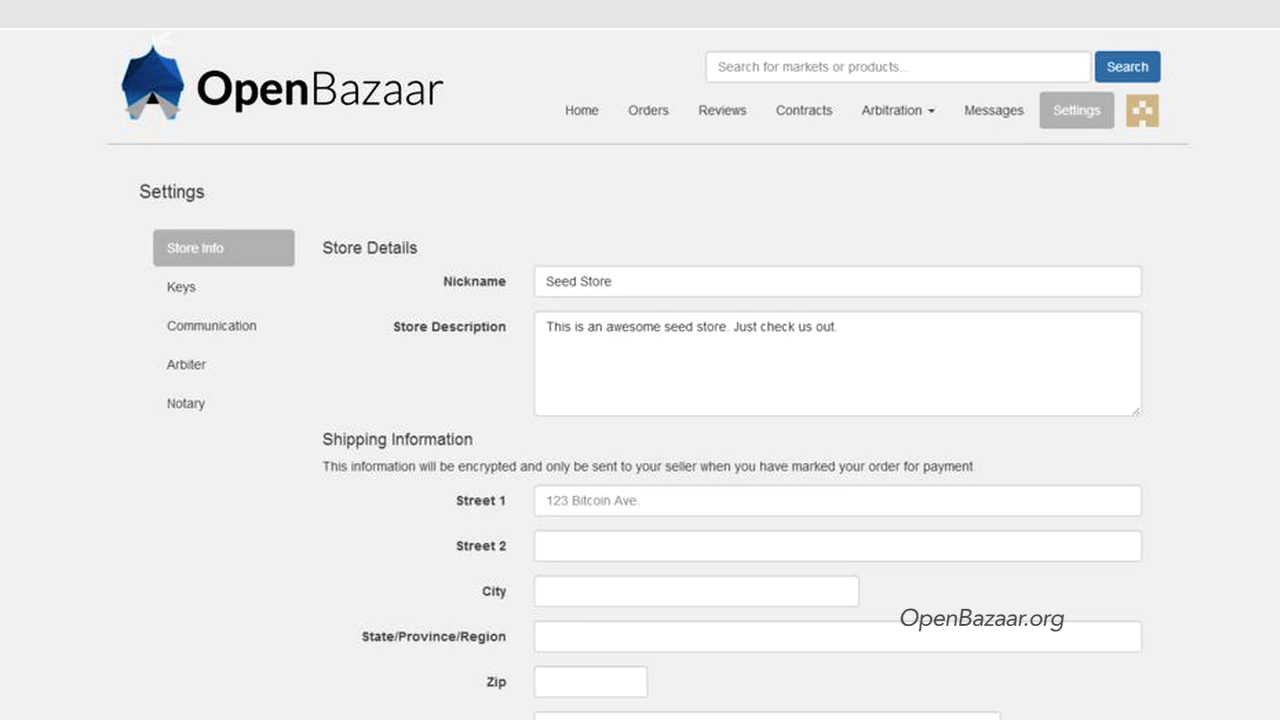 OpenBazaar
Search for markets or products...
Search
Home Orders Reviews Contracts Arbitration Messages Settings
Settings
Store Info
Keys
Communication
Arbiter
Notary
Store Details
Nickname Seed Store
Store Description This is an awesome seed store. Just check us out.
Shipping Information
This information will be encrypted and only be sent to your seller when you have marked your order for payment
Street 1 123 Bitcoin Ave.
Street 2
City
OpenBazaar.org
State/Province/Region
Zip